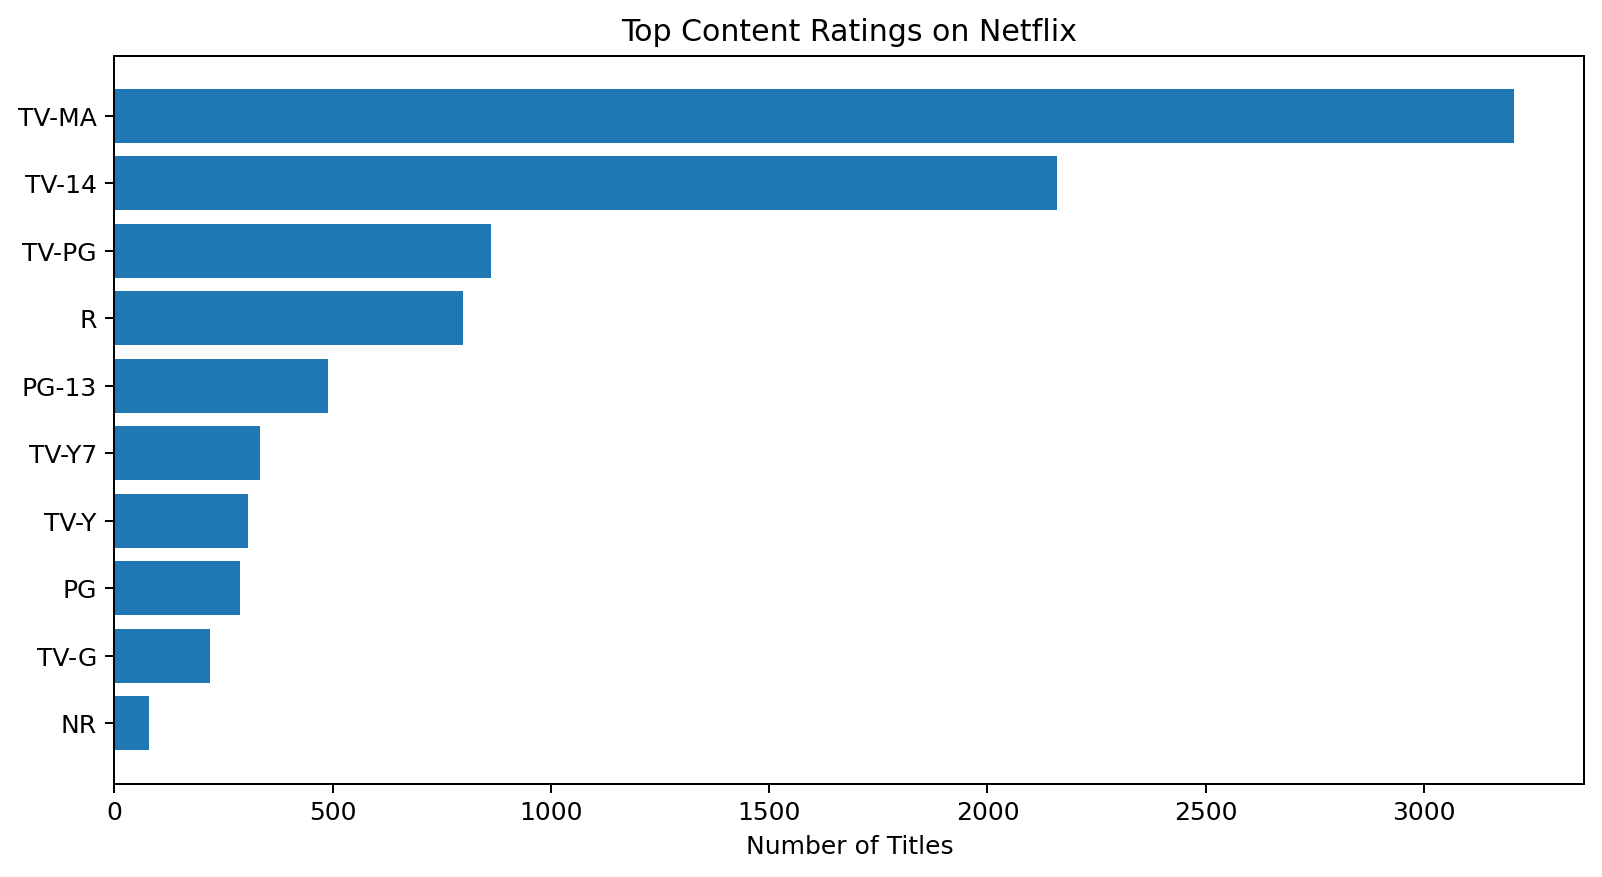 Top Content Ratings on Netflix
TV-MA
TV-14
TV-PG
R
PG-13
TV-Y7
TV-Y
PG
TV-G
NR
0 500 1000 1500 2000 2500 3000
Number of Titles